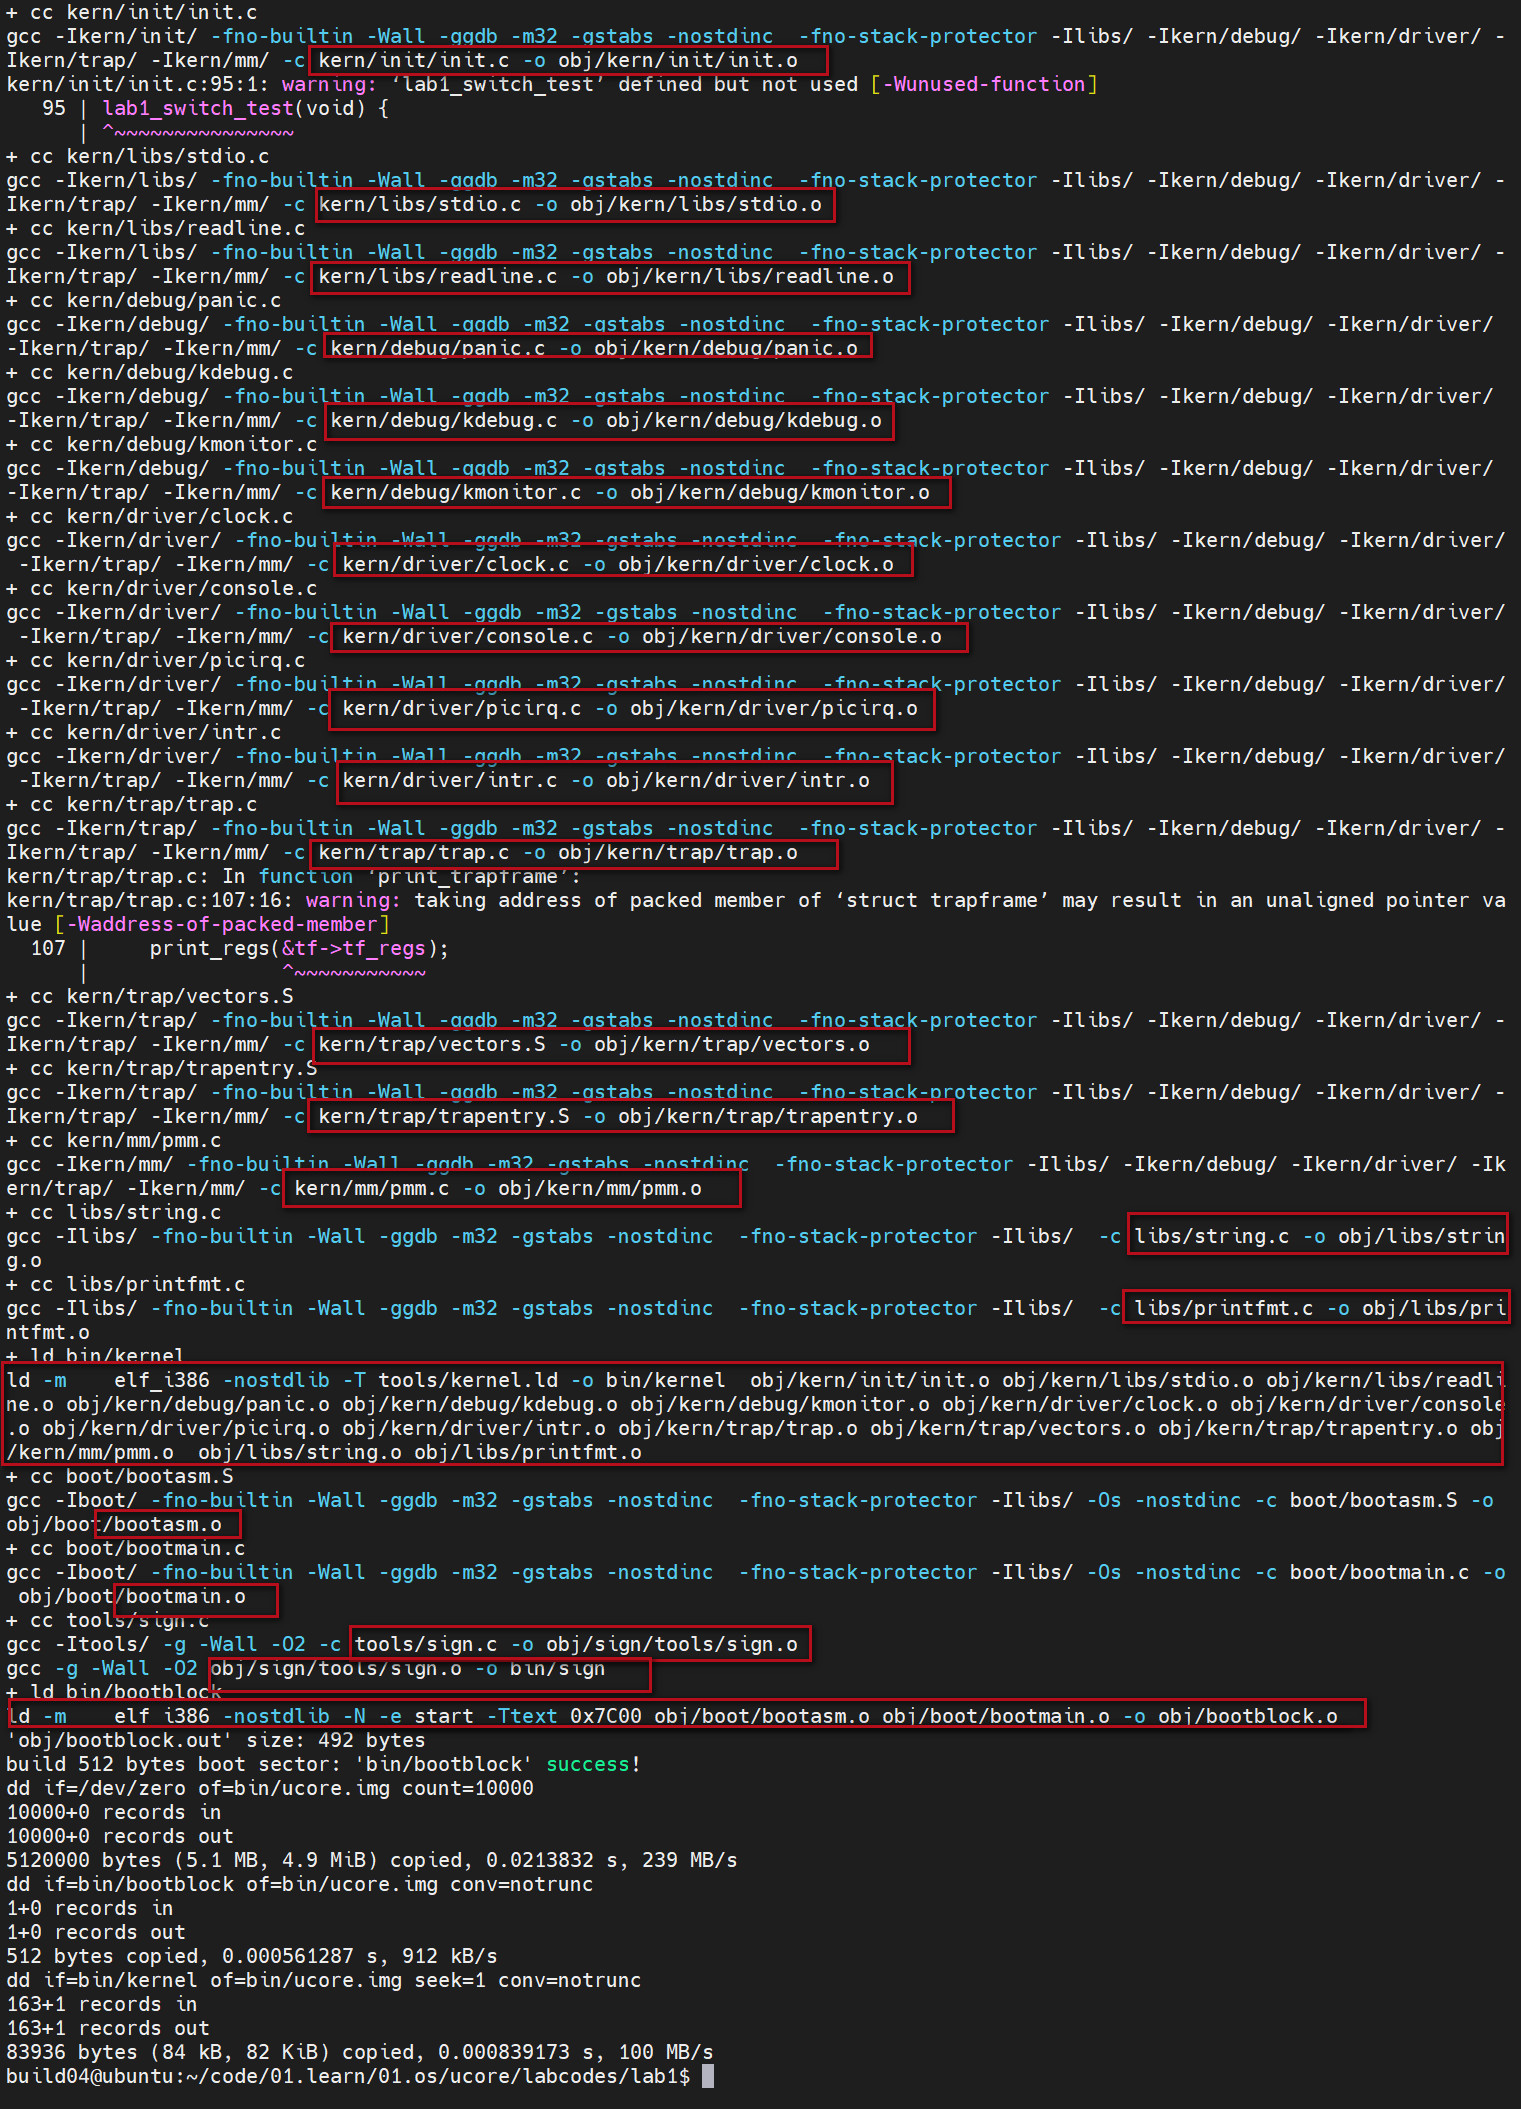 + cc kern/init/init.c
gcc -Ikern/init/ -fno-builtin -Wall -ggdb -m32 -gstabs -nostdinc  -fno-stack-protector -Ilibs/ -Ikern/debug/ -Ikern/driver/ -
Ikern/trap/ -Ikern/mm/ -c kern/init/init.c -o obj/kern/init/init.o
kern/init/init.c:95:1: warning: ‘lab1_switch_test’ defined but not used [-Wunused-function]
   95 | lab1_switch_test(void) {
      | ^~~~~~~~~~~~~~~~
+ cc kern/libs/stdio.c
gcc -Ikern/libs/ -fno-builtin -Wall -ggdb -m32 -gstabs -nostdinc  -fno-stack-protector -Ilibs/ -Ikern/debug/ -Ikern/driver/ -
Ikern/trap/ -Ikern/mm/ -c kern/libs/stdio.c -o obj/kern/libs/stdio.o
+ cc kern/libs/readline.c
gcc -Ikern/libs/ -fno-builtin -Wall -ggdb -m32 -gstabs -nostdinc  -fno-stack-protector -Ilibs/ -Ikern/debug/ -Ikern/driver/ -
Ikern/trap/ -Ikern/mm/ -c kern/libs/readline.c -o obj/kern/libs/readline.o
+ cc kern/debug/panic.c
gcc -Ikern/debug/ -fno-builtin -Wall -ggdb -m32 -gstabs -nostdinc  -fno-stack-protector -Ilibs/ -Ikern/debug/ -Ikern/driver/
-Ikern/trap/ -Ikern/mm/ -c kern/debug/panic.c -o obj/kern/debug/panic.o
+ cc kern/debug/kdebug.c
gcc -Ikern/debug/ -fno-builtin -Wall -ggdb -m32 -gstabs -nostdinc  -fno-stack-protector -Ilibs/ -Ikern/debug/ -Ikern/driver/
-Ikern/trap/ -Ikern/mm/ -c kern/debug/kdebug.c -o obj/kern/debug/kdebug.o
+ cc kern/debug/kmonitor.c
gcc -Ikern/debug/ -fno-builtin -Wall -ggdb -m32 -gstabs -nostdinc  -fno-stack-protector -Ilibs/ -Ikern/debug/ -Ikern/driver/
-Ikern/trap/ -Ikern/mm/ -c kern/debug/kmonitor.c -o obj/kern/debug/kmonitor.o
+ cc kern/driver/clock.c
gcc -Ikern/driver/ -fno-builtin -Wall -ggdb -m32 -gstabs -nostdinc  -fno-stack-protector -Ilibs/ -Ikern/debug/ -Ikern/driver/
 -Ikern/trap/ -Ikern/mm/ -c kern/driver/clock.c -o obj/kern/driver/clock.o
+ cc kern/driver/console.c
gcc -Ikern/driver/ -fno-builtin -Wall -ggdb -m32 -gstabs -nostdinc  -fno-stack-protector -Ilibs/ -Ikern/debug/ -Ikern/driver/
 -Ikern/trap/ -Ikern/mm/ -c kern/driver/console.c -o obj/kern/driver/console.o
+ cc kern/driver/picirq.c
gcc -Ikern/driver/ -fno-builtin -Wall -ggdb -m32 -gstabs -nostdinc  -fno-stack-protector -Ilibs/ -Ikern/debug/ -Ikern/driver/
 -Ikern/trap/ -Ikern/mm/ -c kern/driver/picirq.c -o obj/kern/driver/picirq.o
+ cc kern/driver/intr.c
gcc -Ikern/driver/ -fno-builtin -Wall -ggdb -m32 -gstabs -nostdinc  -fno-stack-protector -Ilibs/ -Ikern/debug/ -Ikern/driver/
 -Ikern/trap/ -Ikern/mm/ -c kern/driver/intr.c -o obj/kern/driver/intr.o
+ cc kern/trap/trap.c
gcc -Ikern/trap/ -fno-builtin -Wall -ggdb -m32 -gstabs -nostdinc  -fno-stack-protector -Ilibs/ -Ikern/debug/ -Ikern/driver/ -
Ikern/trap/ -Ikern/mm/ -c kern/trap/trap.c -o obj/kern/trap/trap.o
kern/trap/trap.c: In function ‘print_trapframe’:
kern/trap/trap.c:107:16: warning: taking address of packed member of ‘struct trapframe’ may result in an unaligned pointer va
lue [-Waddress-of-packed-member]
  107 |     print_regs(&tf->tf_regs);
      |                ^~~~~~~~~~~~
+ cc kern/trap/vectors.S
gcc -Ikern/trap/ -fno-builtin -Wall -ggdb -m32 -gstabs -nostdinc  -fno-stack-protector -Ilibs/ -Ikern/debug/ -Ikern/driver/ -
Ikern/trap/ -Ikern/mm/ -c kern/trap/vectors.S -o obj/kern/trap/vectors.o
+ cc kern/trap/trapentry.S
gcc -Ikern/trap/ -fno-builtin -Wall -ggdb -m32 -gstabs -nostdinc  -fno-stack-protector -Ilibs/ -Ikern/debug/ -Ikern/driver/ -
Ikern/trap/ -Ikern/mm/ -c kern/trap/trapentry.S -o obj/kern/trap/trapentry.o
+ cc kern/mm/pmm.c
gcc -Ikern/mm/ -fno-builtin -Wall -ggdb -m32 -gstabs -nostdinc  -fno-stack-protector -Ilibs/ -Ikern/debug/ -Ikern/driver/ -Ik
ern/trap/ -Ikern/mm/ -c kern/mm/pmm.c -o obj/kern/mm/pmm.o
+ cc libs/string.c
gcc -Ilibs/ -fno-builtin -Wall -ggdb -m32 -gstabs -nostdinc  -fno-stack-protector -Ilibs/  -c libs/string.c -o obj/libs/strin
g.o
+ cc libs/printfmt.c
gcc -Ilibs/ -fno-builtin -Wall -ggdb -m32 -gstabs -nostdinc  -fno-stack-protector -Ilibs/  -c libs/printfmt.c -o obj/libs/pri
ntfmt.o
+ ld bin/kernel
ld -m    elf_i386 -nostdlib -T tools/kernel.ld -o bin/kernel  obj/kern/init/init.o obj/kern/libs/stdio.o obj/kern/libs/readli
ne.o obj/kern/debug/panic.o obj/kern/debug/kdebug.o obj/kern/debug/kmonitor.o obj/kern/driver/clock.o obj/kern/driver/console
.o obj/kern/driver/picirq.o obj/kern/driver/intr.o obj/kern/trap/trap.o obj/kern/trap/vectors.o obj/kern/trap/trapentry.o obj
/kern/mm/pmm.o  obj/libs/string.o obj/libs/printfmt.o
+ cc boot/bootasm.S
gcc -Iboot/ -fno-builtin -Wall -ggdb -m32 -gstabs -nostdinc  -fno-stack-protector -Ilibs/ -Os -nostdinc -c boot/bootasm.S -o
obj/boot/bootasm.o
+ cc boot/bootmain.c
gcc -Iboot/ -fno-builtin -Wall -ggdb -m32 -gstabs -nostdinc  -fno-stack-protector -Ilibs/ -Os -nostdinc -c boot/bootmain.c -o
 obj/boot/bootmain.o
+ cc tools/sign.c
gcc -Itools/ -g -Wall -O2 -c tools/sign.c -o obj/sign/tools/sign.o
gcc -g -Wall -O2 obj/sign/tools/sign.o -o bin/sign
+ ld bin/bootblock
ld -m    elf_i386 -nostdlib -N -e start -Ttext 0x7C00 obj/boot/bootasm.o obj/boot/bootmain.o -o obj/bootblock.o
'obj/bootblock.out' size: 492 bytes
build 512 bytes boot sector: 'bin/bootblock' success!
dd if=/dev/zero of=bin/ucore.img count=10000
10000+0 records in
10000+0 records out
5120000 bytes (5.1 MB, 4.9 MiB) copied, 0.0213832 s, 239 MB/s
dd if=bin/bootblock of=bin/ucore.img conv=notrunc
1+0 records in
1+0 records out
512 bytes copied, 0.000561287 s, 912 kB/s
dd if=bin/kernel of=bin/ucore.img seek=1 conv=notrunc
163+1 records in
163+1 records out
83936 bytes (84 kB, 82 KiB) copied, 0.000839173 s, 100 MB/s
build04@ubuntu:~/code/01.learn/01.os/ucore/labcodes/lab1$